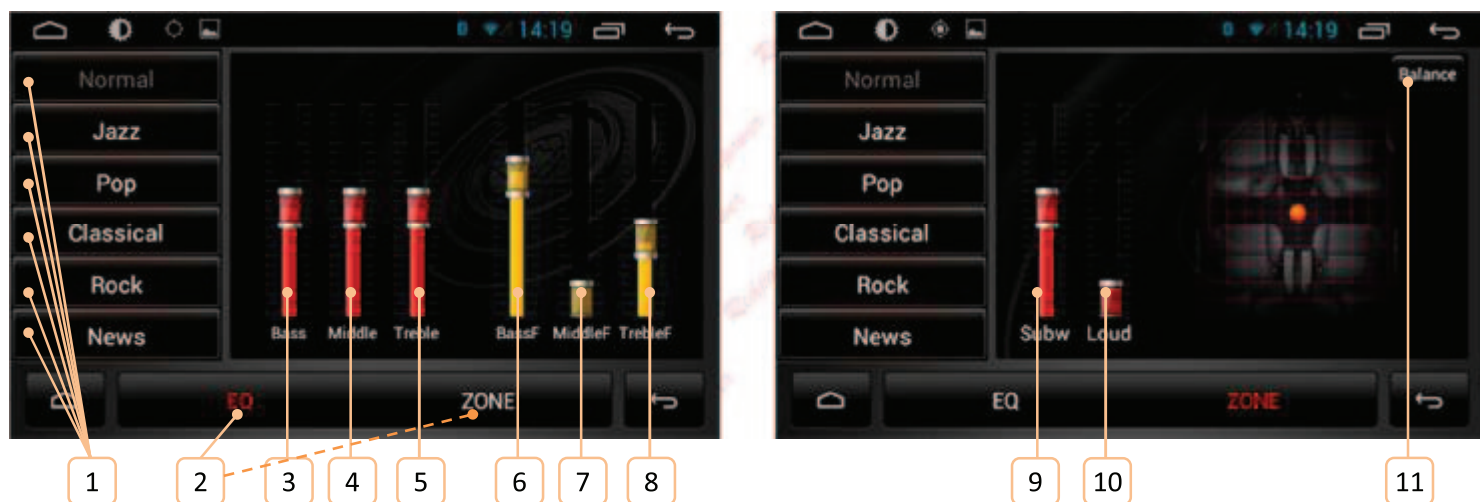 14:19
Normal
Jazz
Pop
Classical
Rock
News
Bass Middle Treble BassF MiddleF TrebleF
EQ ZONE
14:19
Normal
Balance
Jazz
Pop
Classical
Rock
News
Subw Loud
EQ ZONE
1 2 3 4 5 6 7 8 9 10 11